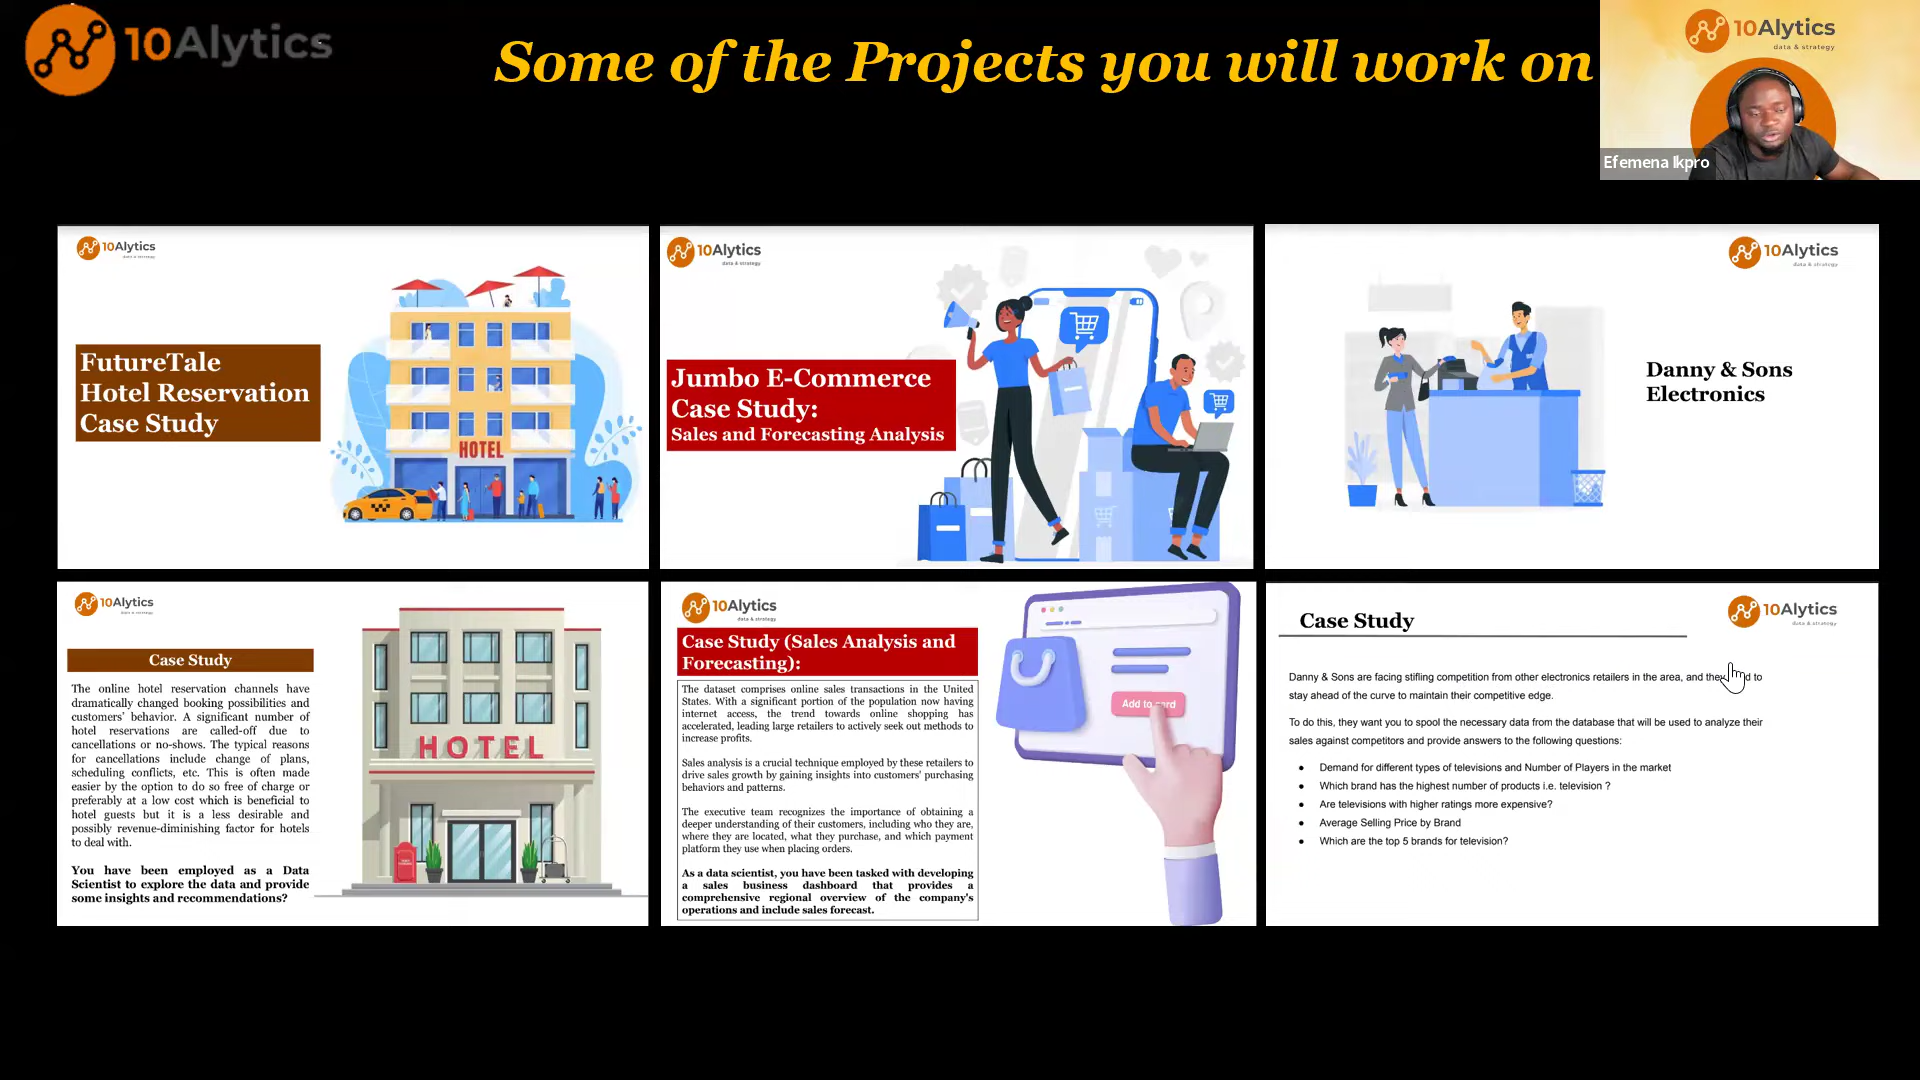 10Alytics
Some of the Projects you will work on
10Alytics
data & strategy
Efemena Ikpro
10Alytics
data & strategy
FutureTale
Hotel Reservation
Case Study
HOTEL
10Alytics
data & strategy
Jumbo E-Commerce
Case Study:
Sales and Forecasting Analysis
10Alytics
data & strategy
Danny & Sons
Electronics
10Alytics
data & strategy
Case Study
The online hotel reservation channels have
dramatically changed booking possibilities and
customers' behavior. A significant number of
hotel reservations are called-off due to
cancellations or no-shows. The typical reasons
for cancellations include change of plans,
scheduling conflicts, etc. This is often made
easier by the option to do so free of charge or
preferably at a low cost which is beneficial to
hotel guests but it is a less desirable and
possibly revenue-diminishing factor for hotels
to deal with.
You have been employed as a Data
Scientist to explore the data and provide
some insights and recommendations?
HOTEL
10Alytics
data & strategy
Case Study (Sales Analysis and
Forecasting):
The dataset comprises online sales transactions in the United
States. With a significant portion of the population now having
internet access, the trend towards online shopping has
accelerated, leading large retailers to actively seek out methods to
increase profits.
Sales analysis is a crucial technique employed by these retailers to
drive sales growth by gaining insights into customers' purchasing
behaviors and patterns.
The executive team recognizes the importance of obtaining a
deeper understanding of their customers, including who they are,
where they are located, what they purchase, and which payment
platform they use when placing orders.
As a data scientist, you have been tasked with developing
a sales business dashboard that provides a
comprehensive regional overview of the company's
operations and include sales forecast.
Add to card
Case Study
10Alytics
data & strategy
Danny & Sons are facing stifling competition from other electronics retailers in the area, and they to
stay ahead of the curve to maintain their competitive edge.
To do this, they want you to spool the necessary data from the database that will be used to analyze their
sales against competitors and provide answers to the following questions:
● Demand for different types of televisions and Number of Players in the market
● Which brand has the highest number of products i.e. television ?
● Are televisions with higher ratings more expensive?
● Average Selling Price by Brand
● Which are the top 5 brands for television?